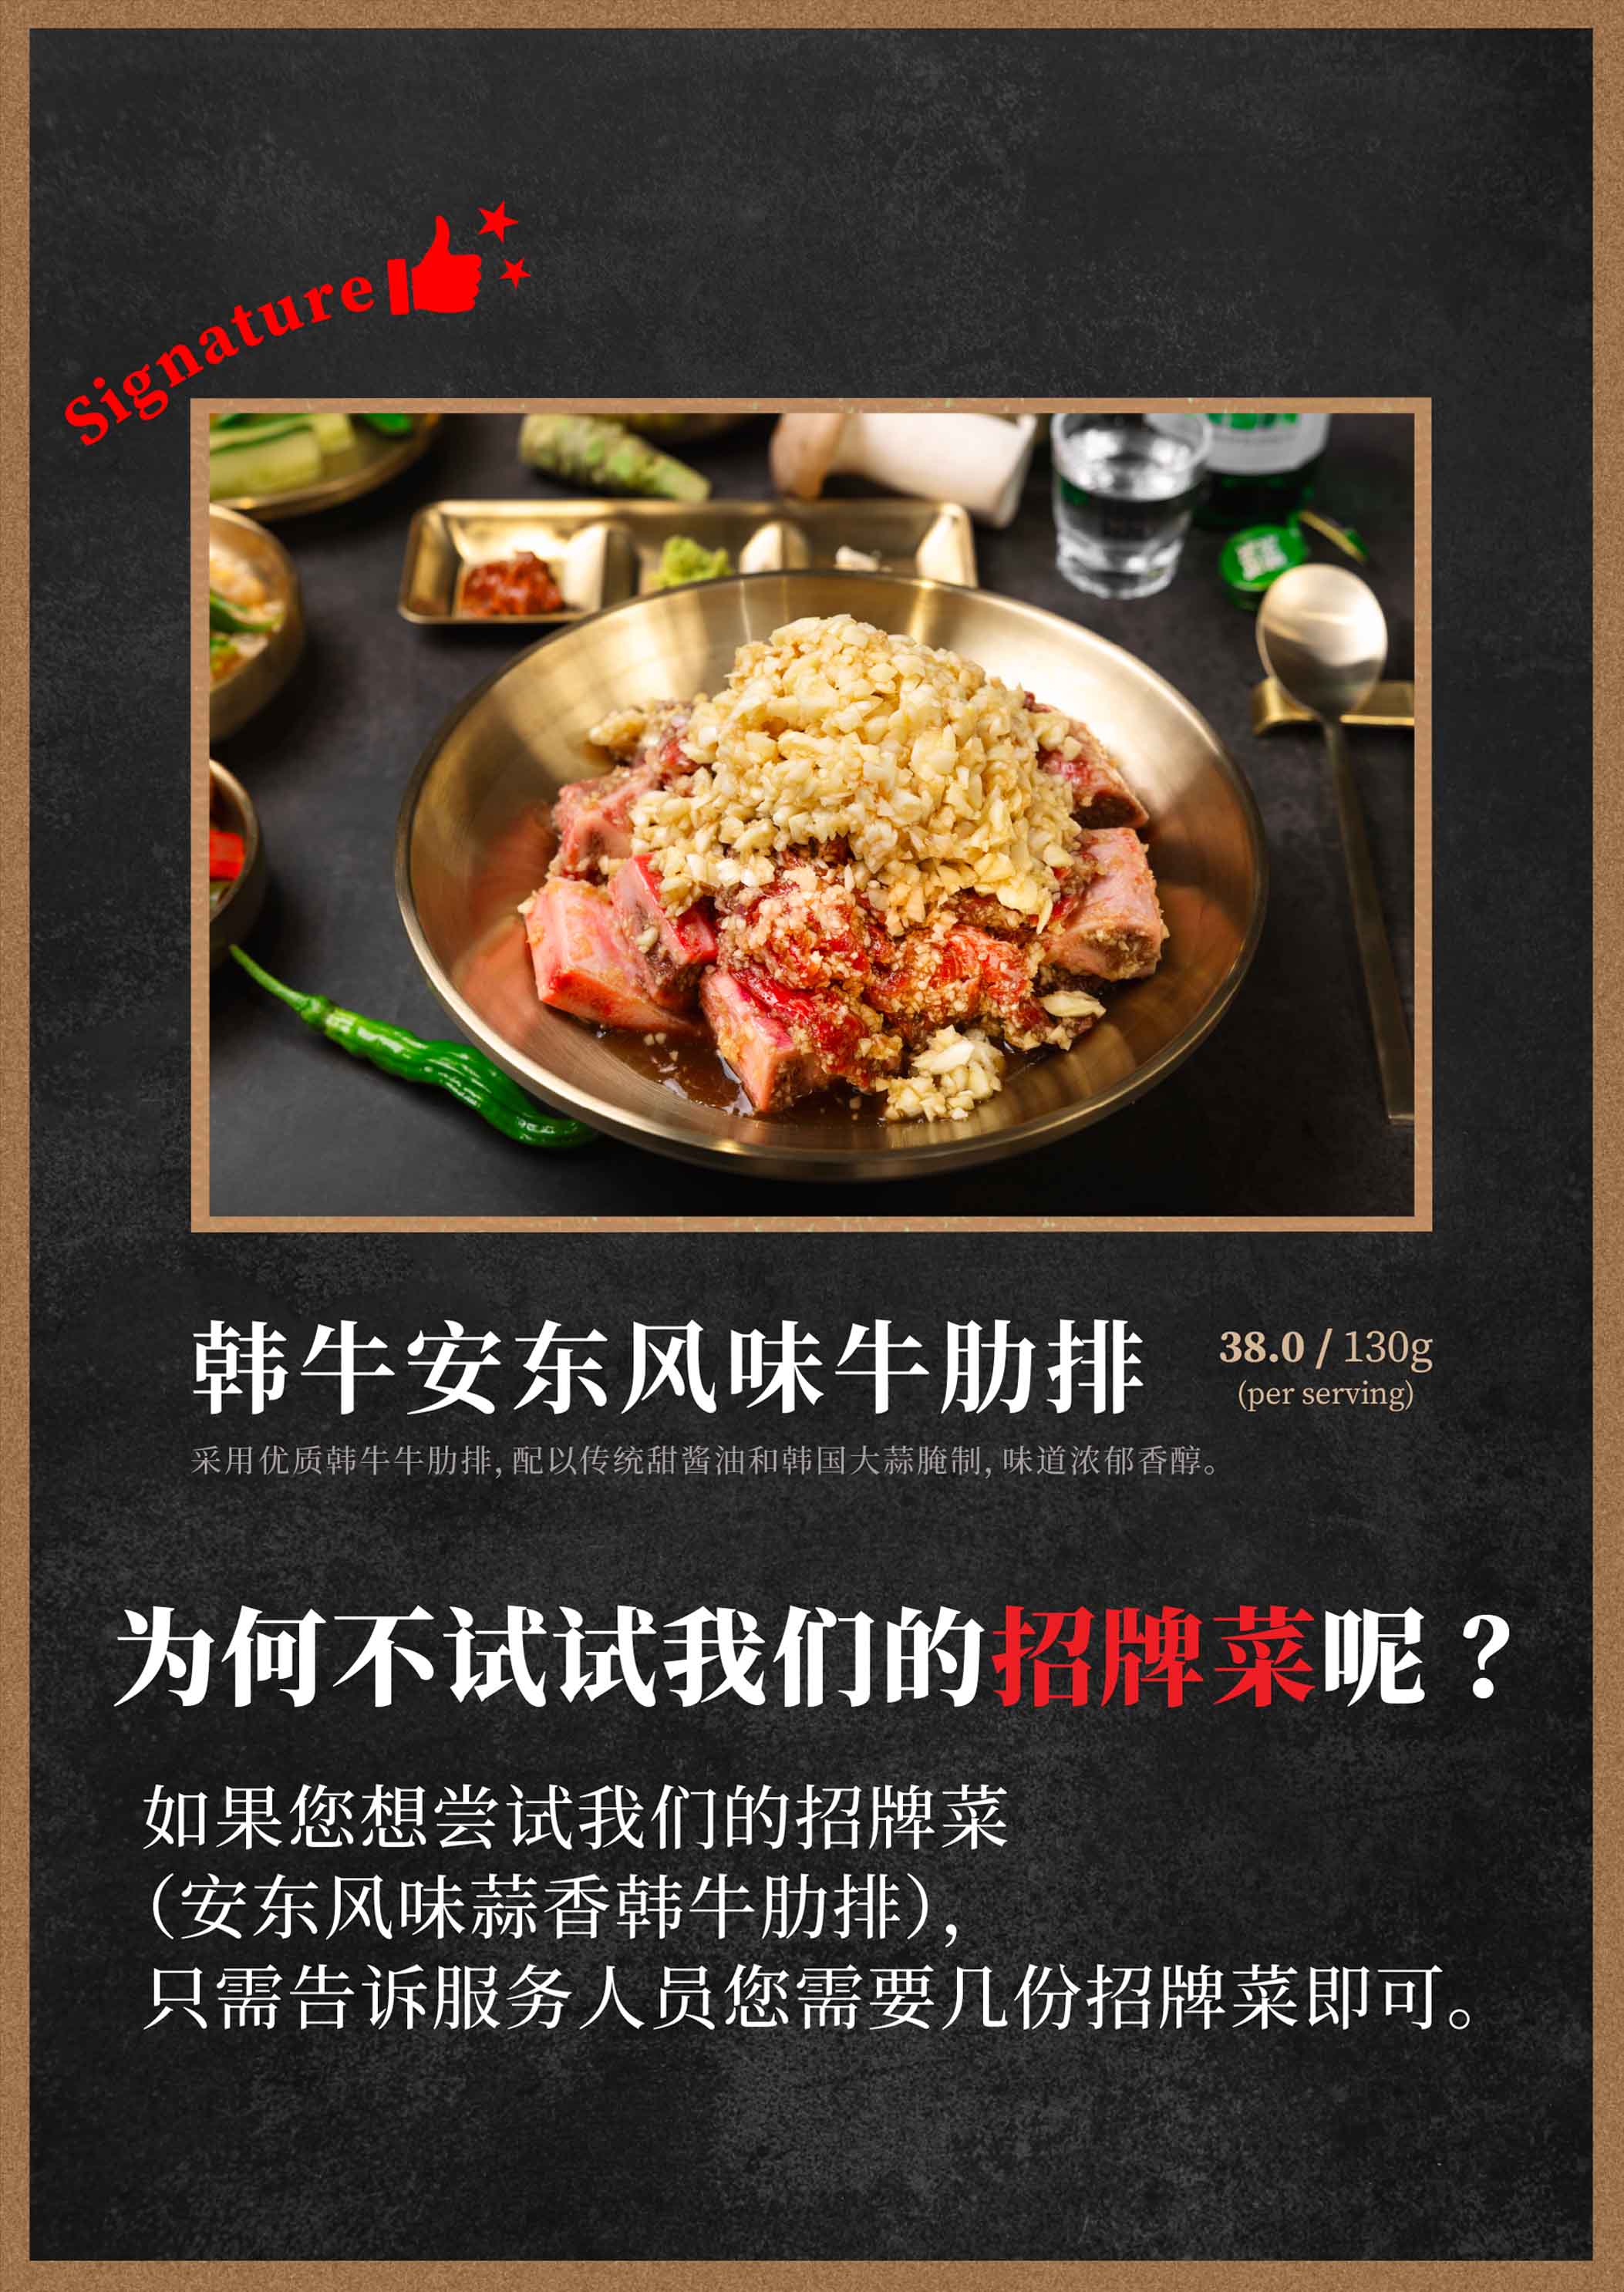 Signature
韩牛安东风味牛肋排
38.0 / 130g
(per serving)
采用优质韩牛牛肋排, 配以传统甜酱油和韩国大蒜腌制, 味道浓郁香醇。
为何不试试我们的招牌菜呢？
如果您想尝试我们的招牌菜
（安东风味蒜香韩牛肋排）,
只需告诉服务人员您需要几份招牌菜即可。